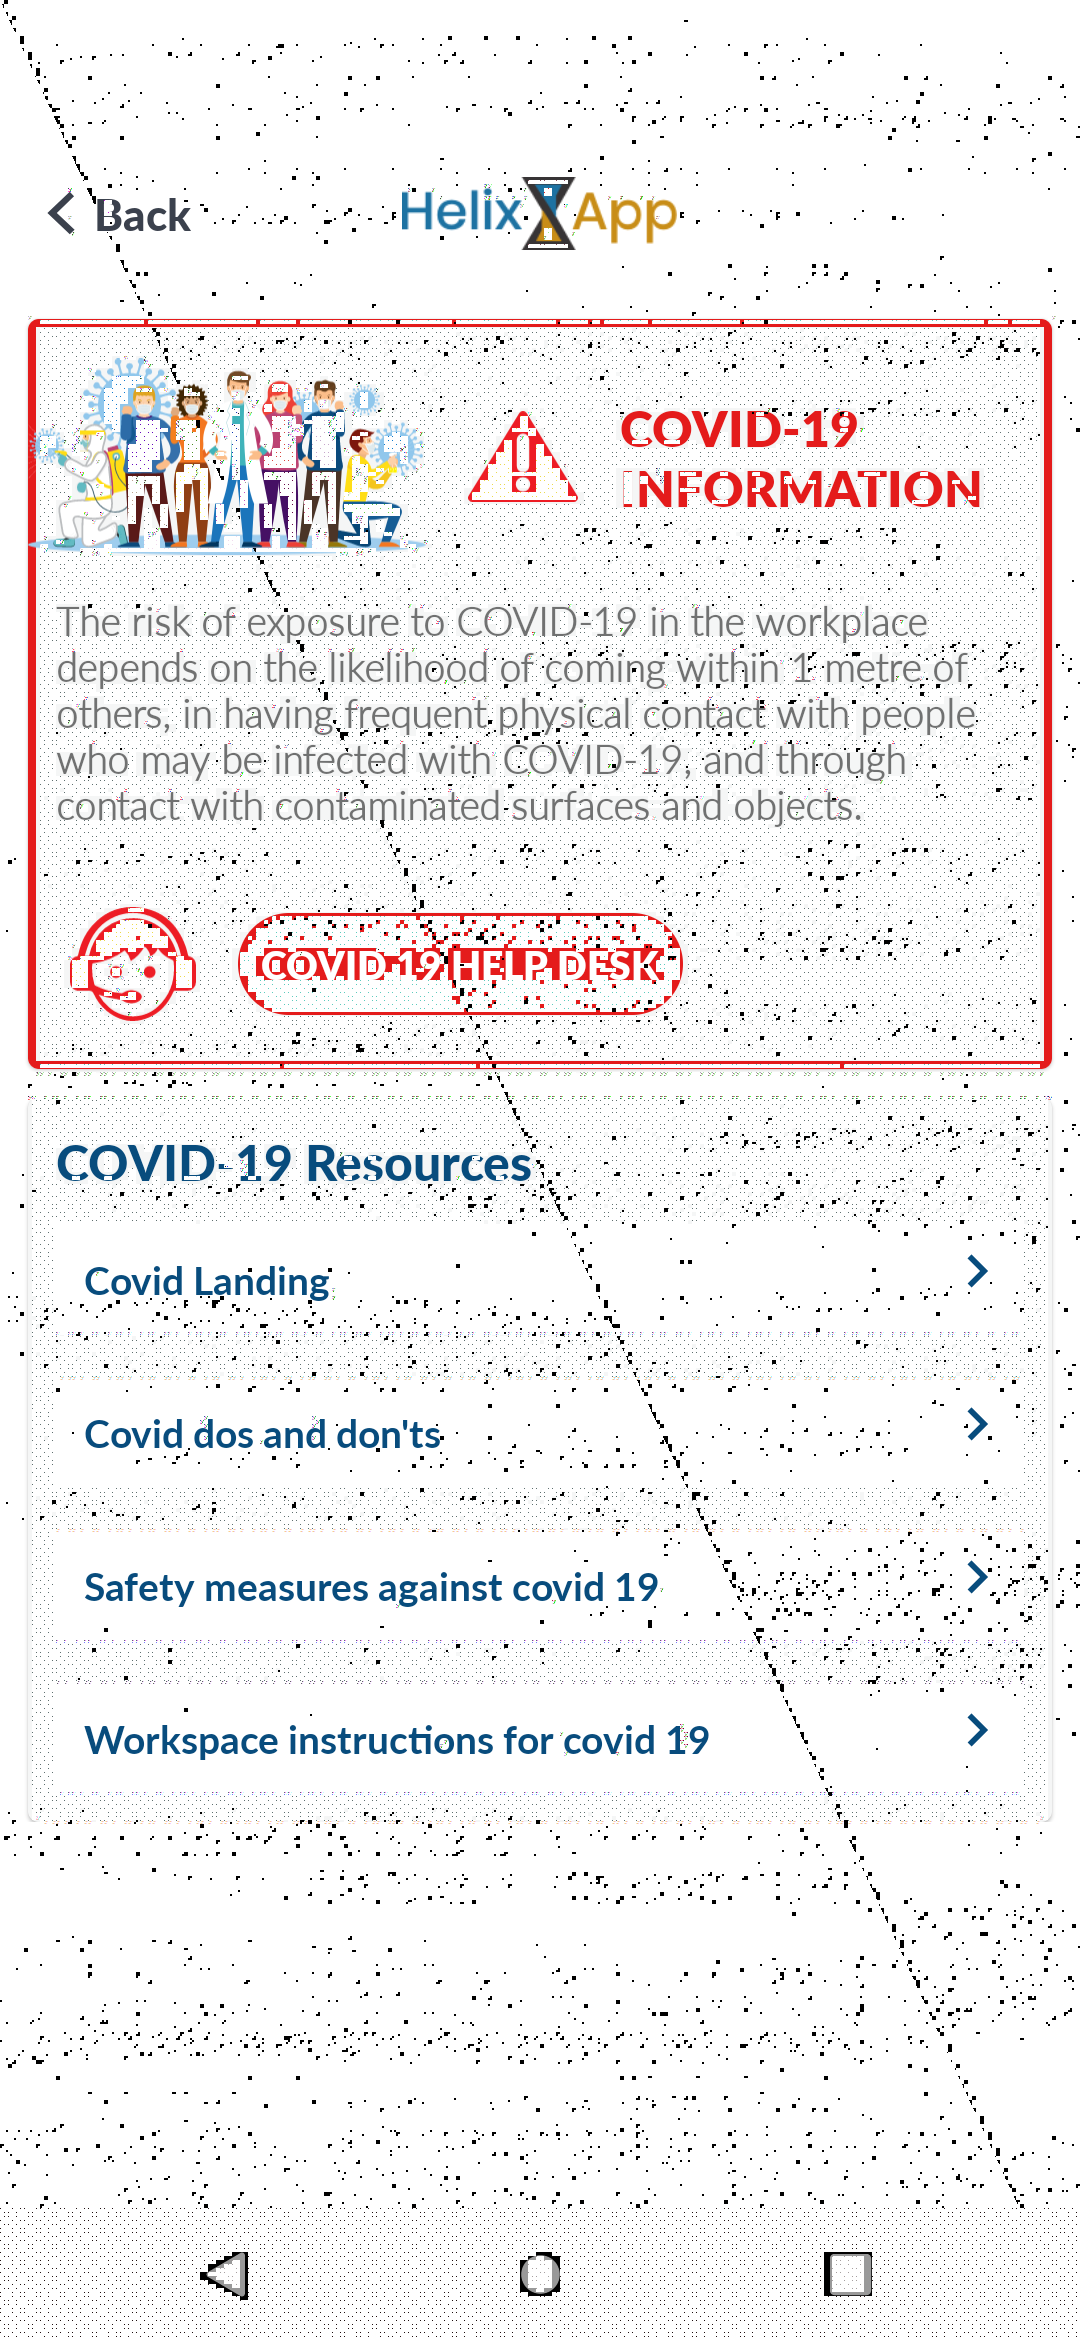 Back
Helix App
COVID-19
INFORMATION
The risk of exposure to COVID-19 in the workplace
depends on the likelihood of coming within 1 metre of
others, in having frequent physical contact with people
who may be infected with COVID-19, and through
contact with contaminated surfaces and objects.
COVID-19 HELP DESK
COVID-19 Resources
Covid Landing
Covid dos and don'ts
Safety measures against covid 19
Workspace instructions for covid 19